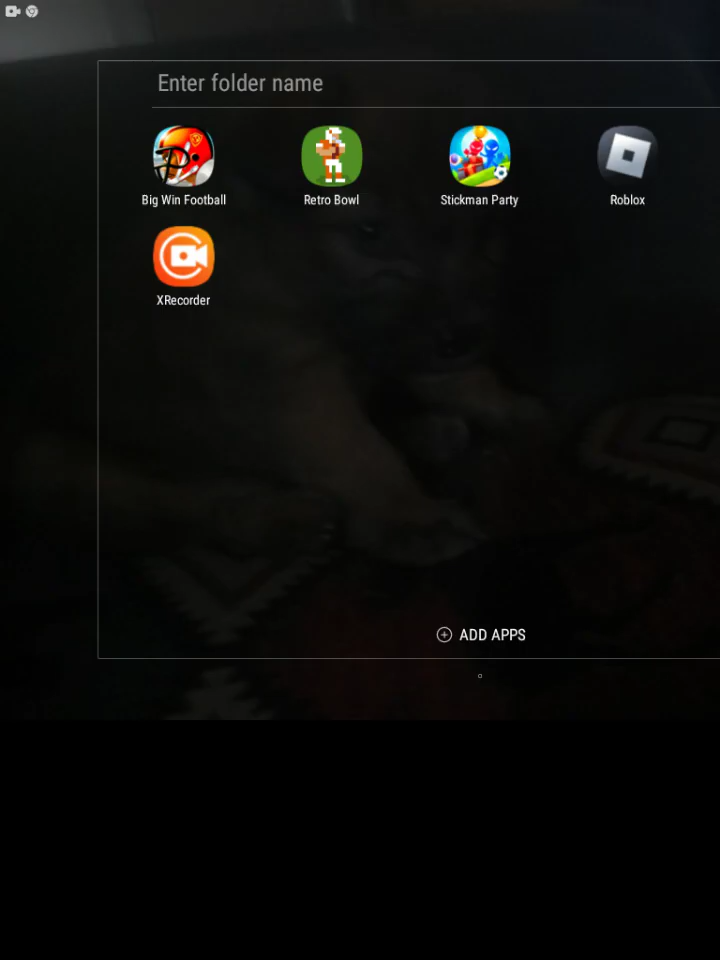 Enter folder name
Big Win Football
Retro Bowl
Stickman Party
Roblox
XRecorder
ADD APPS